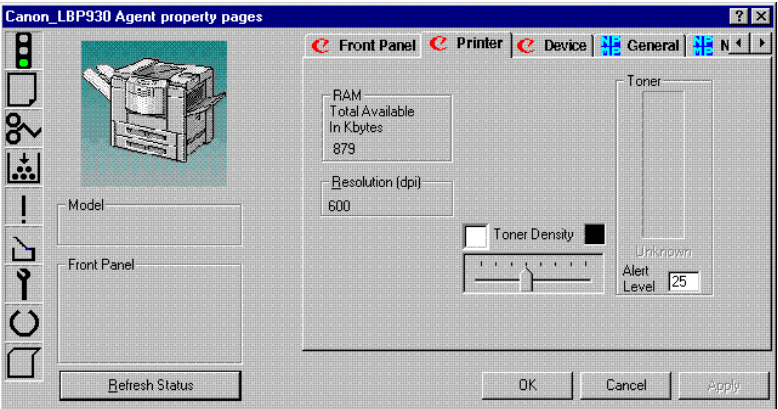 Canon_LBP930 Agent property pages
Front Panel
Printer
Device
General
N
RAM
Total Available
In Kbytes
879
Resolution (dpi)
600
Toner Density
Toner
Unknown
Alert
Level
25
Model
Front Panel
Refresh Status
OK
Cancel
Apply